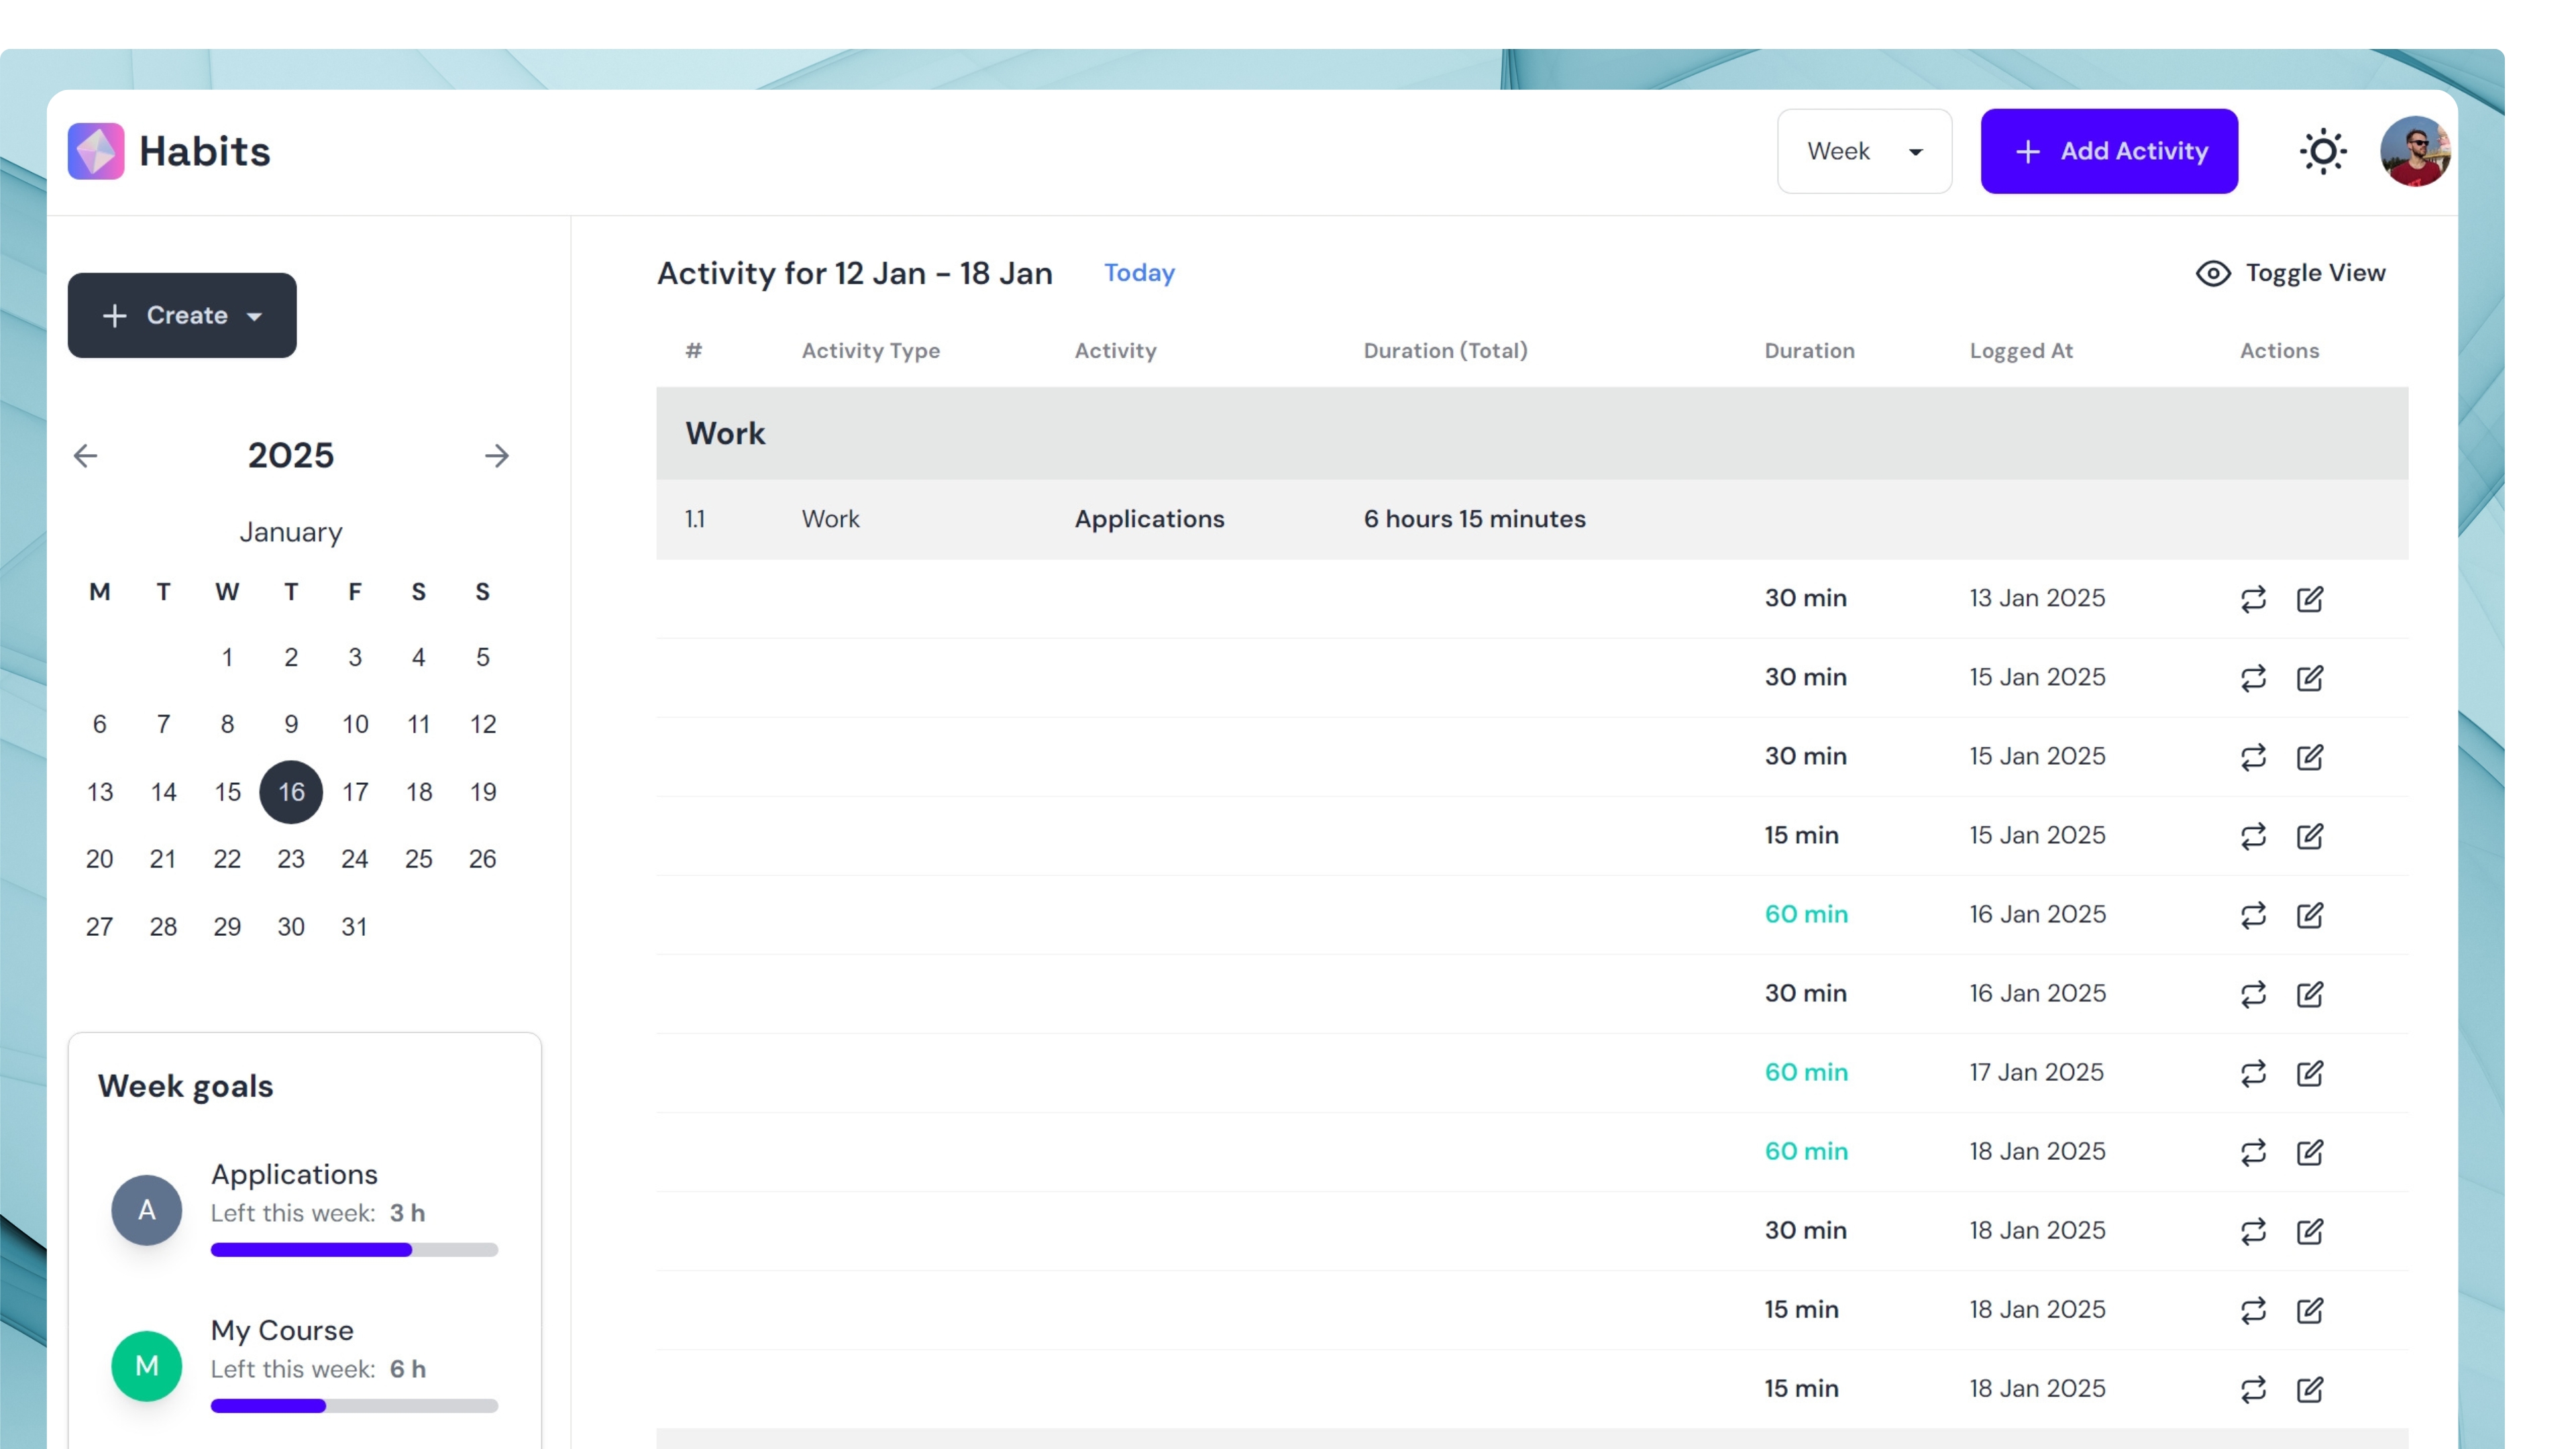 Habits
Week
+ Add Activity
+ Create
2025
January
M T W T F S S
1 2 3 4 5
6 7 8 9 10 11 12
13 14 15 16 17 18 19
20 21 22 23 24 25 26
27 28 29 30 31
Week goals
A
Applications
Left this week: 3 h
M
My Course
Left this week: 6 h
Activity for 12 Jan - 18 Jan Today
Toggle View
# Activity Type Activity Duration (Total) Duration Logged At Actions
Work
1.1 Work Applications 6 hours 15 minutes
30 min 13 Jan 2025
30 min 15 Jan 2025
30 min 15 Jan 2025
15 min 15 Jan 2025
60 min 16 Jan 2025
30 min 16 Jan 2025
60 min 17 Jan 2025
60 min 18 Jan 2025
30 min 18 Jan 2025
15 min 18 Jan 2025
15 min 18 Jan 2025